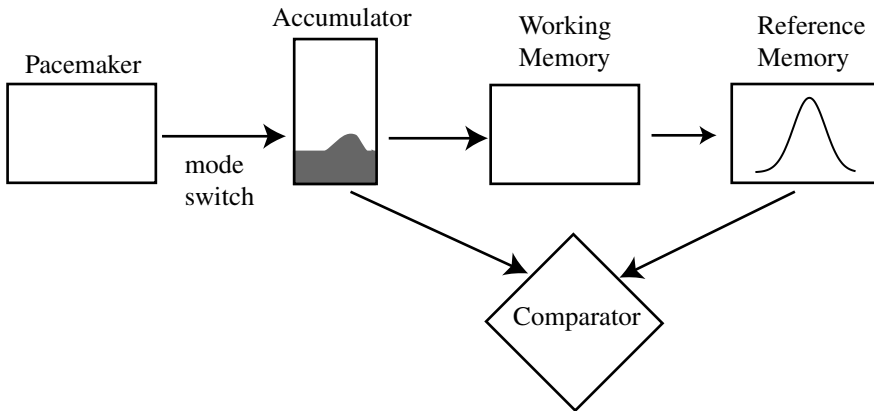 Pacemaker
mode
switch
Accumulator
Working
Memory
Reference
Memory
Comparator